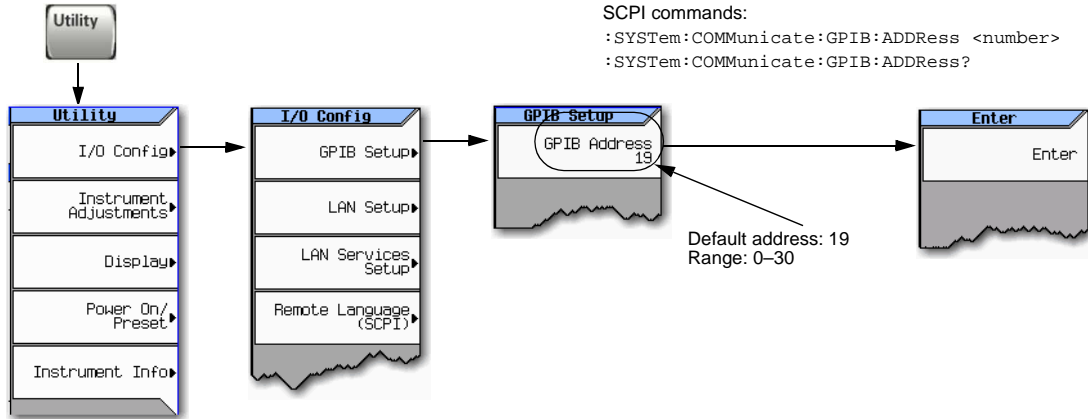 Utility
SCPI commands:
:SYSTem:COMMunicate:GPIB:ADDRess <number>
:SYSTem:COMMunicate:GPIB:ADDRess?
Utility
I/O Config
Instrument
Adjustments
Display
Power On/
Preset
Instrument Info
I/O Config
GPIB Setup
LAN Setup
LAN Services
Setup
Remote Language
(SCPI)
GPIB Setup
GPIB Address
19
Default address: 19
Range: 0–30
Enter
Enter